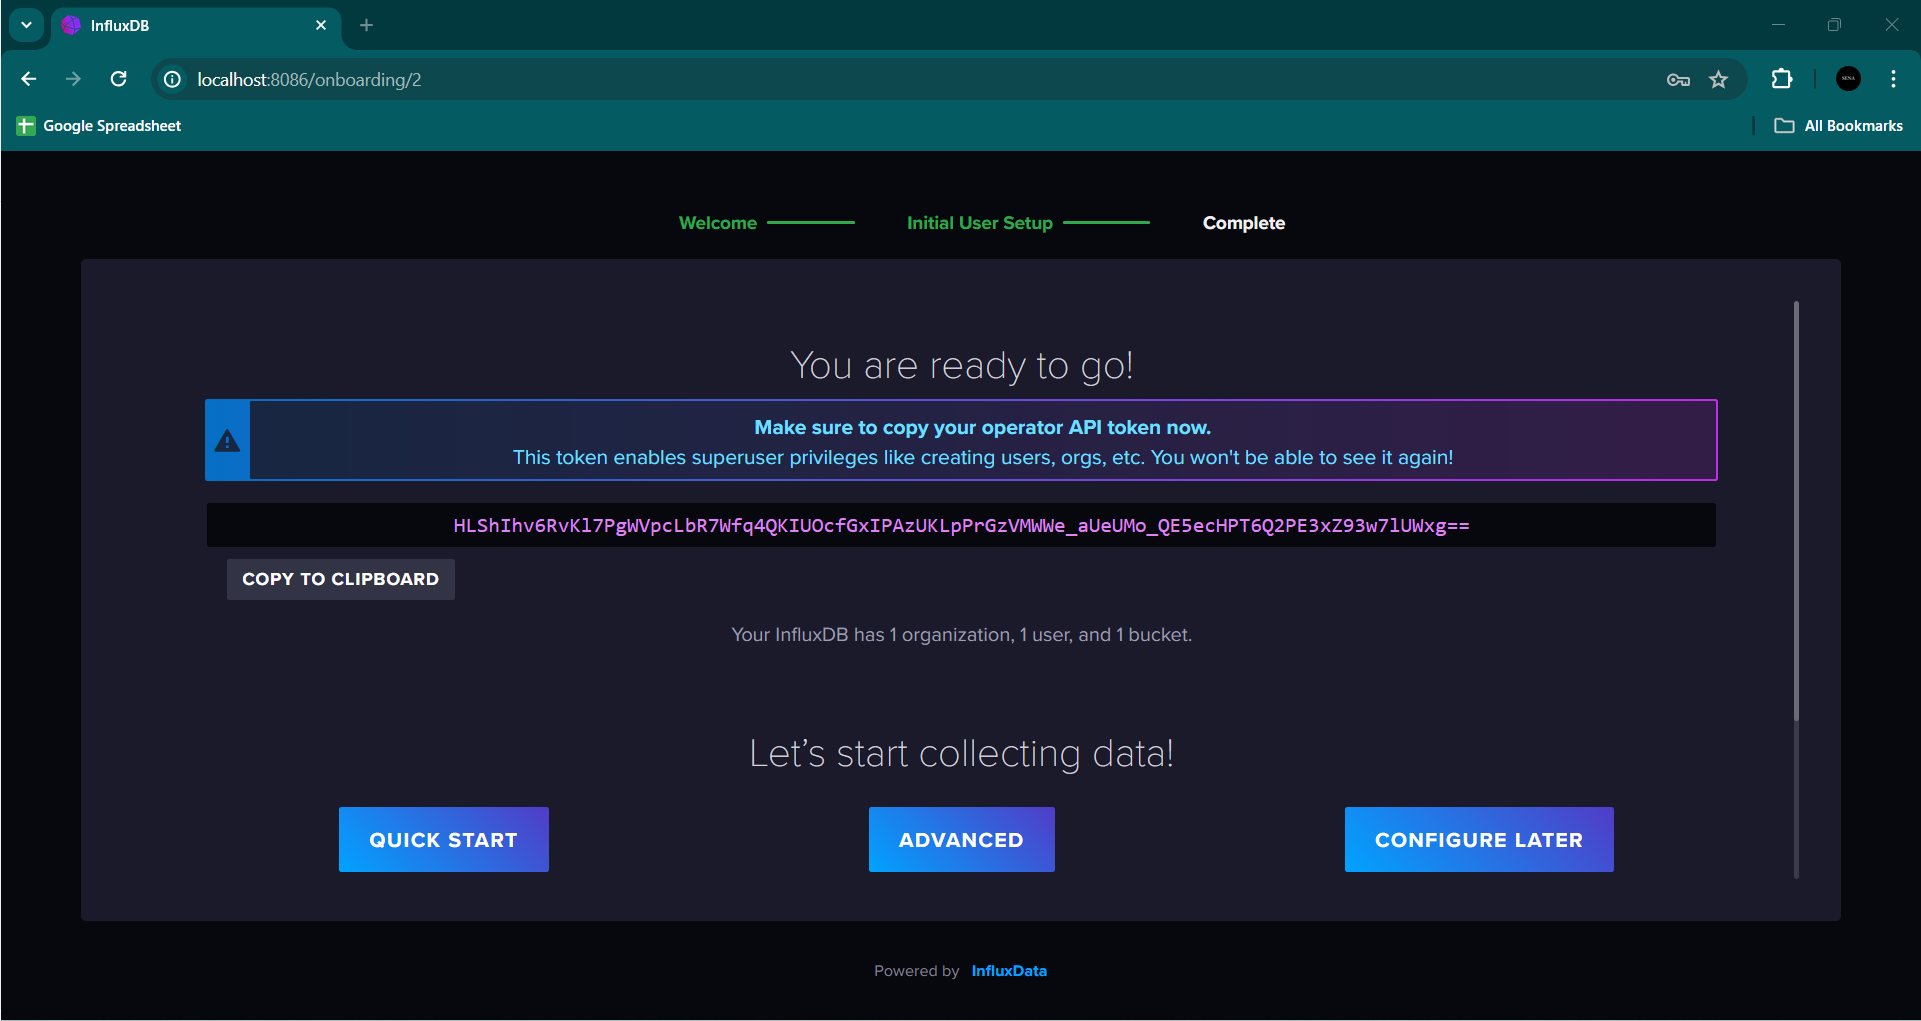 InfluxDB
localhost:8086/onboarding/2
SENA
Google Spreadsheet
All Bookmarks
Welcome
Initial User Setup
Complete
You are ready to go!
Make sure to copy your operator API token now.
This token enables superuser privileges like creating users, orgs, etc. You won't be able to see it again!
HLShIhv6RvKl7PgWVpcLbR7Wfq4QKIUOcfGxIPAzUKLpPrGzVMWWe_aUeUMo_QE5ecHPT6Q2PE3xZ93w7lUWxg==
COPY TO CLIPBOARD
Your InfluxDB has 1 organization, 1 user, and 1 bucket.
Let’s start collecting data!
QUICK START
ADVANCED
CONFIGURE LATER
Powered by InfluxData